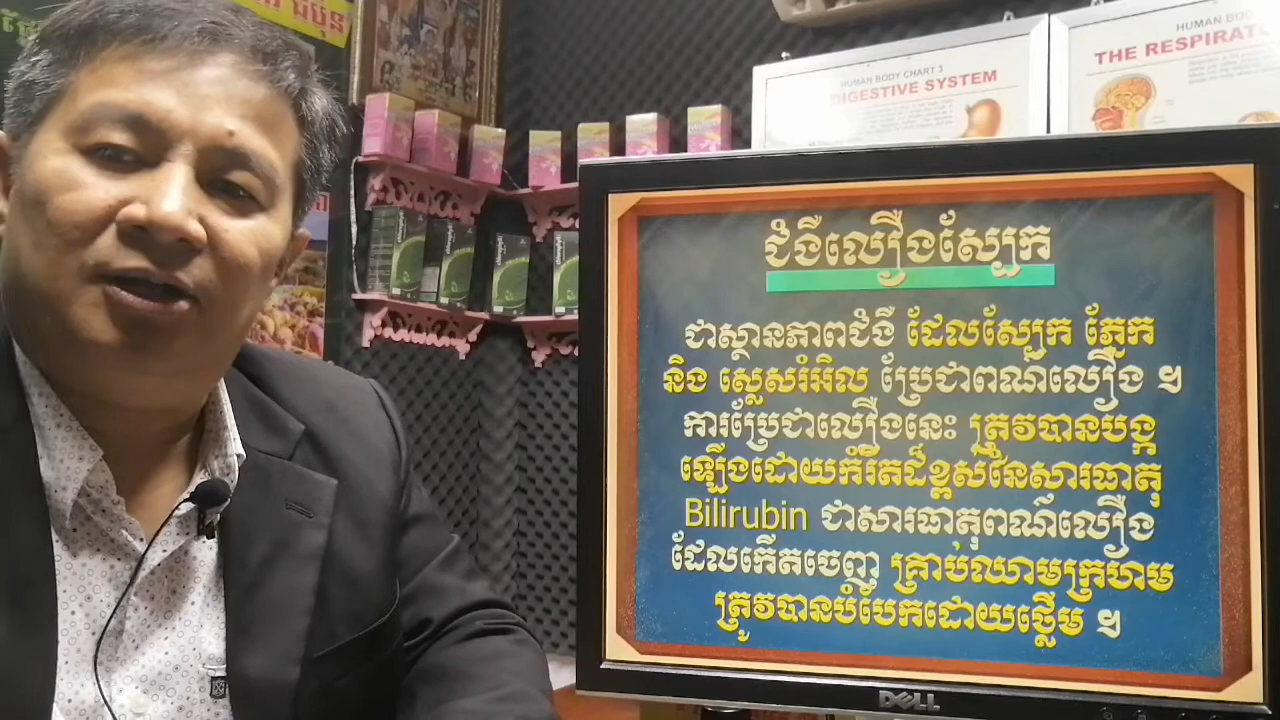 ជប៉ុន
HUMAN BODY CHART 3
DIGESTIVE SYSTEM
HUMAN BOD
THE RESPIRAT
ជំងឺលឿងស្បែក
ជាស្ថានភាពជំងឺ ដែលស្បែក ភ្នែក
និង ស្លេសរំអិល ប្រែជាពណ៌លឿង ៗ
ការប្រែជាលឿងនេះ ត្រូវបានបង្ក
ឡើងដោយកំរិតដ៏ខ្ពស់នៃសារធាតុ
Bilirubin ជាសារធាតុពណ៌លឿង
ដែលកើតចេញ គ្រាប់ឈាមក្រហម
ត្រូវបានបំបែកដោយថ្លើម ៗ
DELL